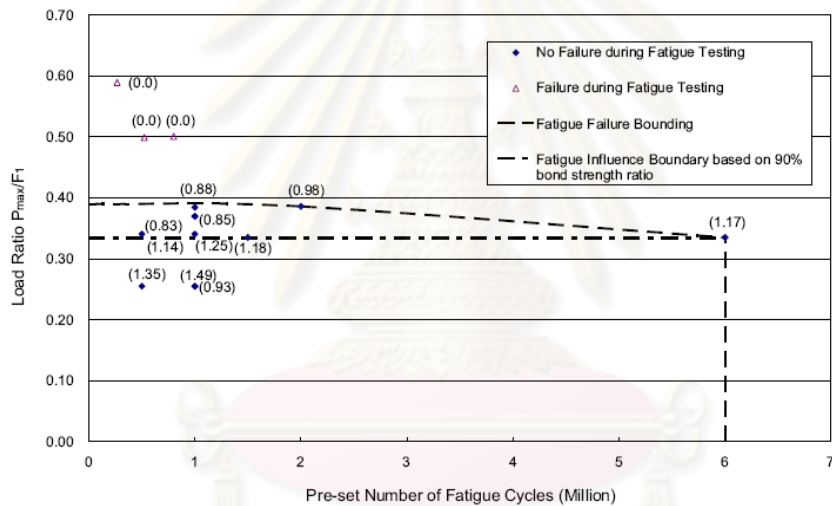 0.70
0.60
0.50
0.40
0.30
0.20
0.10
0.00
Load Ratio Pmax/F1
No Failure during Fatigue Testing
Failure during Fatigue Testing
Fatigue Failure Bounding
Fatigue Influence Boundary based on 90%
bond strength ratio
(0.0)
(0.0) (0.0)
(0.88) (0.98)
(0.83) (0.85) (1.17)
(1.14) (1.25) (1.18)
(1.35) (1.49)
(0.93)
0 1 2 3 4 5 6 7
Pre-set Number of Fatigue Cycles (Million)